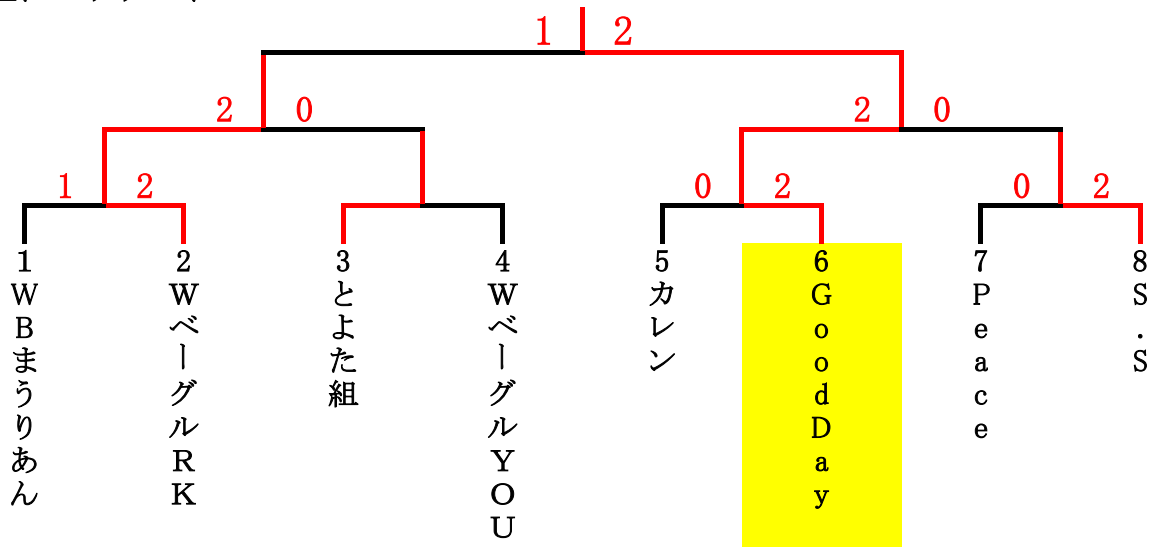 1 2
2 0 2 0
1 2 0 2 0 2
1 WBまうりあん
2 WベーグルRK
3 とよた組
4 WベーグルYOU
5 カレン
6 GoodDay
7 Peace
8 S.S